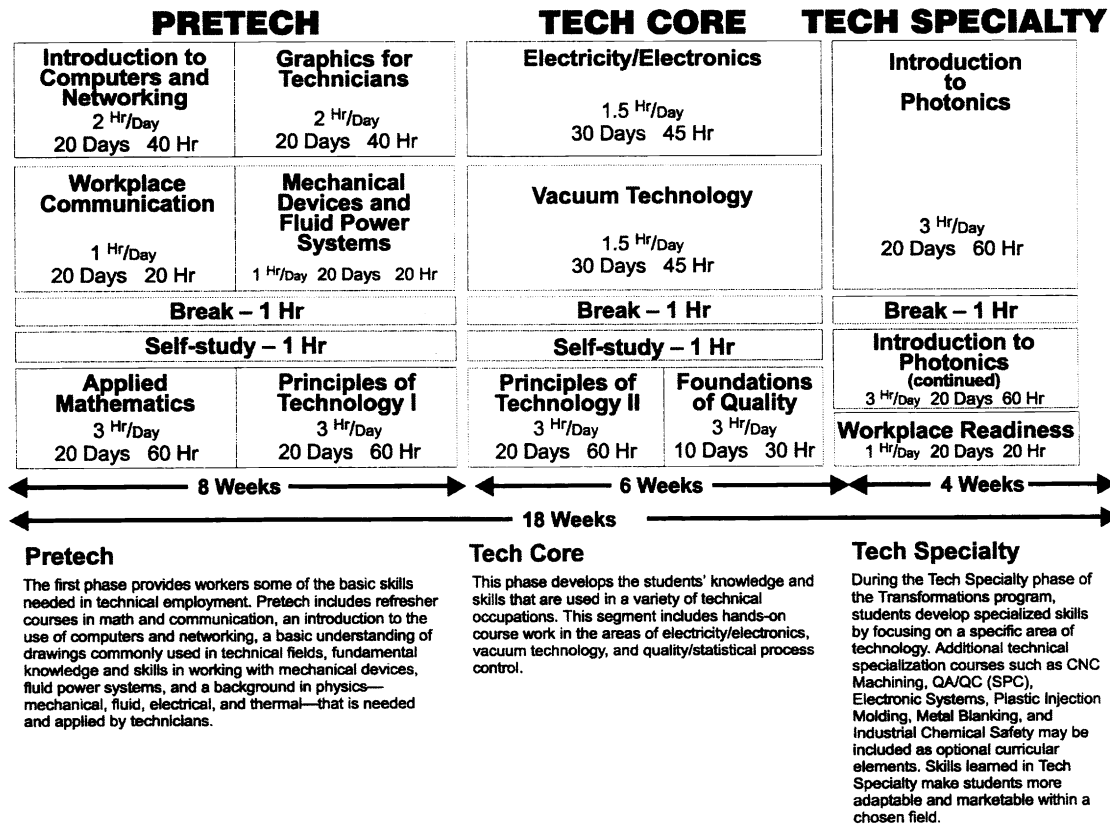 PRETECH
TECH CORE
TECH SPECIALTY
Introduction to
Computers and
Networking
2 Hr/Day
20 Days 40 Hr
Graphics for
Technicians
2 Hr/Day
20 Days 40 Hr
Electricity/Electronics
1.5 Hr/Day
30 Days 45 Hr
Introduction
to
Photonics
3 Hr/Day
20 Days 60 Hr
Workplace
Communication
1 Hr/Day
20 Days 20 Hr
Mechanical
Devices and
Fluid Power
Systems
1 Hr/Day 20 Days 20 Hr
Vacuum Technology
1.5 Hr/Day
30 Days 45 Hr
Break – 1 Hr
Break – 1 Hr
Break – 1 Hr
Self-study – 1 Hr
Self-study – 1 Hr
Introduction to
Photonics
(continued)
3 Hr/Day 20 Days 60 Hr
Applied
Mathematics
3 Hr/Day
20 Days 60 Hr
Principles of
Technology I
3 Hr/Day
20 Days 60 Hr
Principles of
Technology II
3 Hr/Day
20 Days 60 Hr
Foundations
of Quality
3 Hr/Day
10 Days 30 Hr
Workplace Readiness
1 Hr/Day 20 Days 20 Hr
8 Weeks
6 Weeks
4 Weeks
18 Weeks
Pretech
The first phase provides workers some of the basic skills
needed in technical employment. Pretech includes refresher
courses in math and communication, an introduction to the
use of computers and networking, a basic understanding of
drawings commonly used in technical fields, fundamental
knowledge and skills in working with mechanical devices,
fluid power systems, and a background in physics—
mechanical, fluid, electrical, and thermal—that is needed
and applied by technicians.
Tech Core
This phase develops the students' knowledge and
skills that are used in a variety of technical
occupations. This segment includes hands-on
course work in the areas of electricity/electronics,
vacuum technology, and quality/statistical process
control.
Tech Specialty
During the Tech Specialty phase of
the Transformations program,
students develop specialized skills
by focusing on a specific area of
technology. Additional technical
specialization courses such as CNC
Machining, QA/QC (SPC),
Electronic Systems, Plastic Injection
Molding, Metal Blanking, and
Industrial Chemical Safety may be
included as optional curricular
elements. Skills learned in Tech
Specialty make students more
adaptable and marketable within a
chosen field.